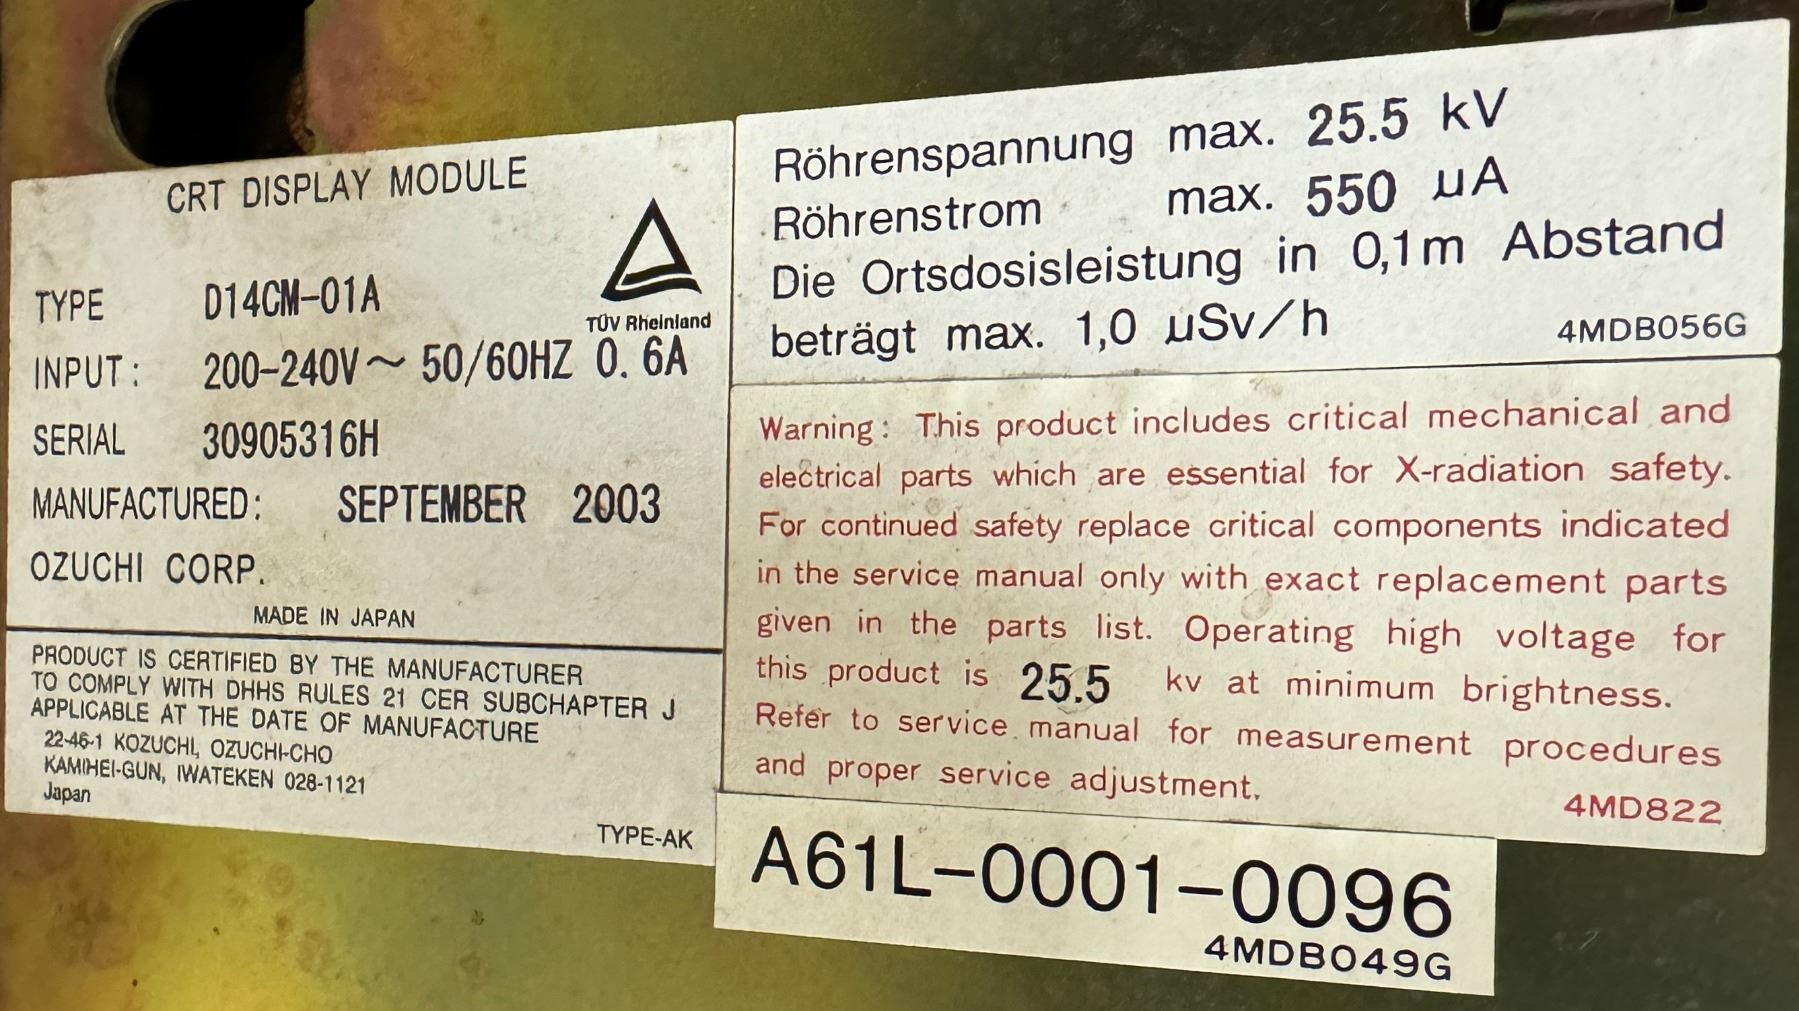 CRT DISPLAY MODULE
TYPE D14CM-01A
TÜV Rheinland
INPUT: 200-240V~ 50/60HZ 0.6A
SERIAL 30905316H
MANUFACTURED: SEPTEMBER 2003
OZUCHI CORP.
MADE IN JAPAN
PRODUCT IS CERTIFIED BY THE MANUFACTURER
TO COMPLY WITH DHHS RULES 21 CER SUBCHAPTER J
APPLICABLE AT THE DATE OF MANUFACTURE
22-46-1 KOZUCHI, OZUCHI-CHO
KAMIHEI-GUN, IWATEKEN 028-1121
Japan
TYPE-AK
Röhrenspannung max. 25.5 kV
Röhrenstrom max. 550 µA
Die Ortsdosisleistung in 0,1m Abstand
beträgt max. 1,0 µSv/h
4MDB056G
Warning: This product includes critical mechanical and
electrical parts which are essential for X-radiation safety.
For continued safety replace critical components indicated
in the service manual only with exact replacement parts
given in the parts list. Operating high voltage for
this product is 25.5 kv at minimum brightness.
Refer to service manual for measurement procedures
and proper service adjustment.
4MD822
A61L-0001-0096
4MDB049G